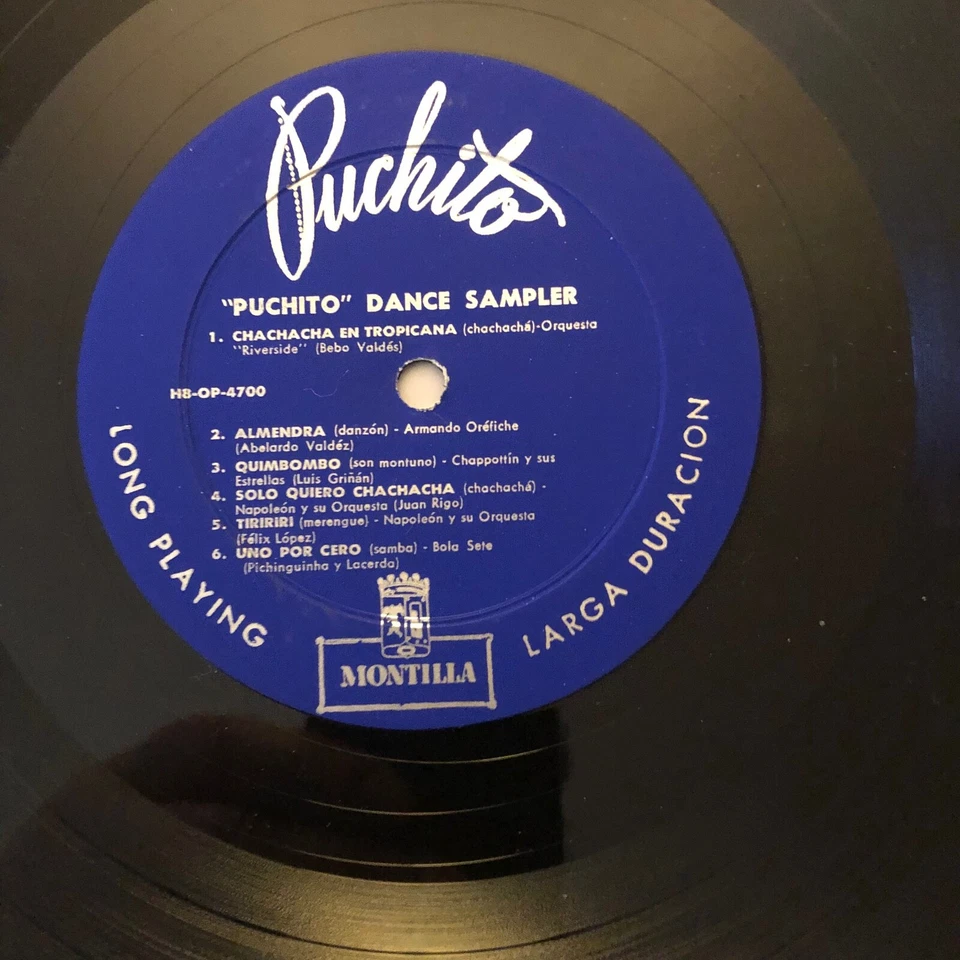 Puchito
"PUCHITO" DANCE SAMPLER
1. CHACHACHA EN TROPICANA (chachachá)-Orquesta
"Riverside" (Bebo Valdés)
H8-OP-4700
2. ALMENDRA (danzón) - Armando Oréfiche
(Abelardo Valdéz)
3. QUIMBOMBO (son montuno) - Chappottin y sus
Estrellas (Luis Griñán)
4. SOLO QUIERO CHACHACHA (chachachá) -
Napoleón y su Orquesta (Juan Rigo)
5. TIRIRIRI (merengue) - Napoleón y su Orquesta
(Félix López)
6. UNO POR CERO (samba) - Bola Sete
(Pichinguinha y Lacerda)
LONG PLAYING
LARGA DURACION
MONTILLA